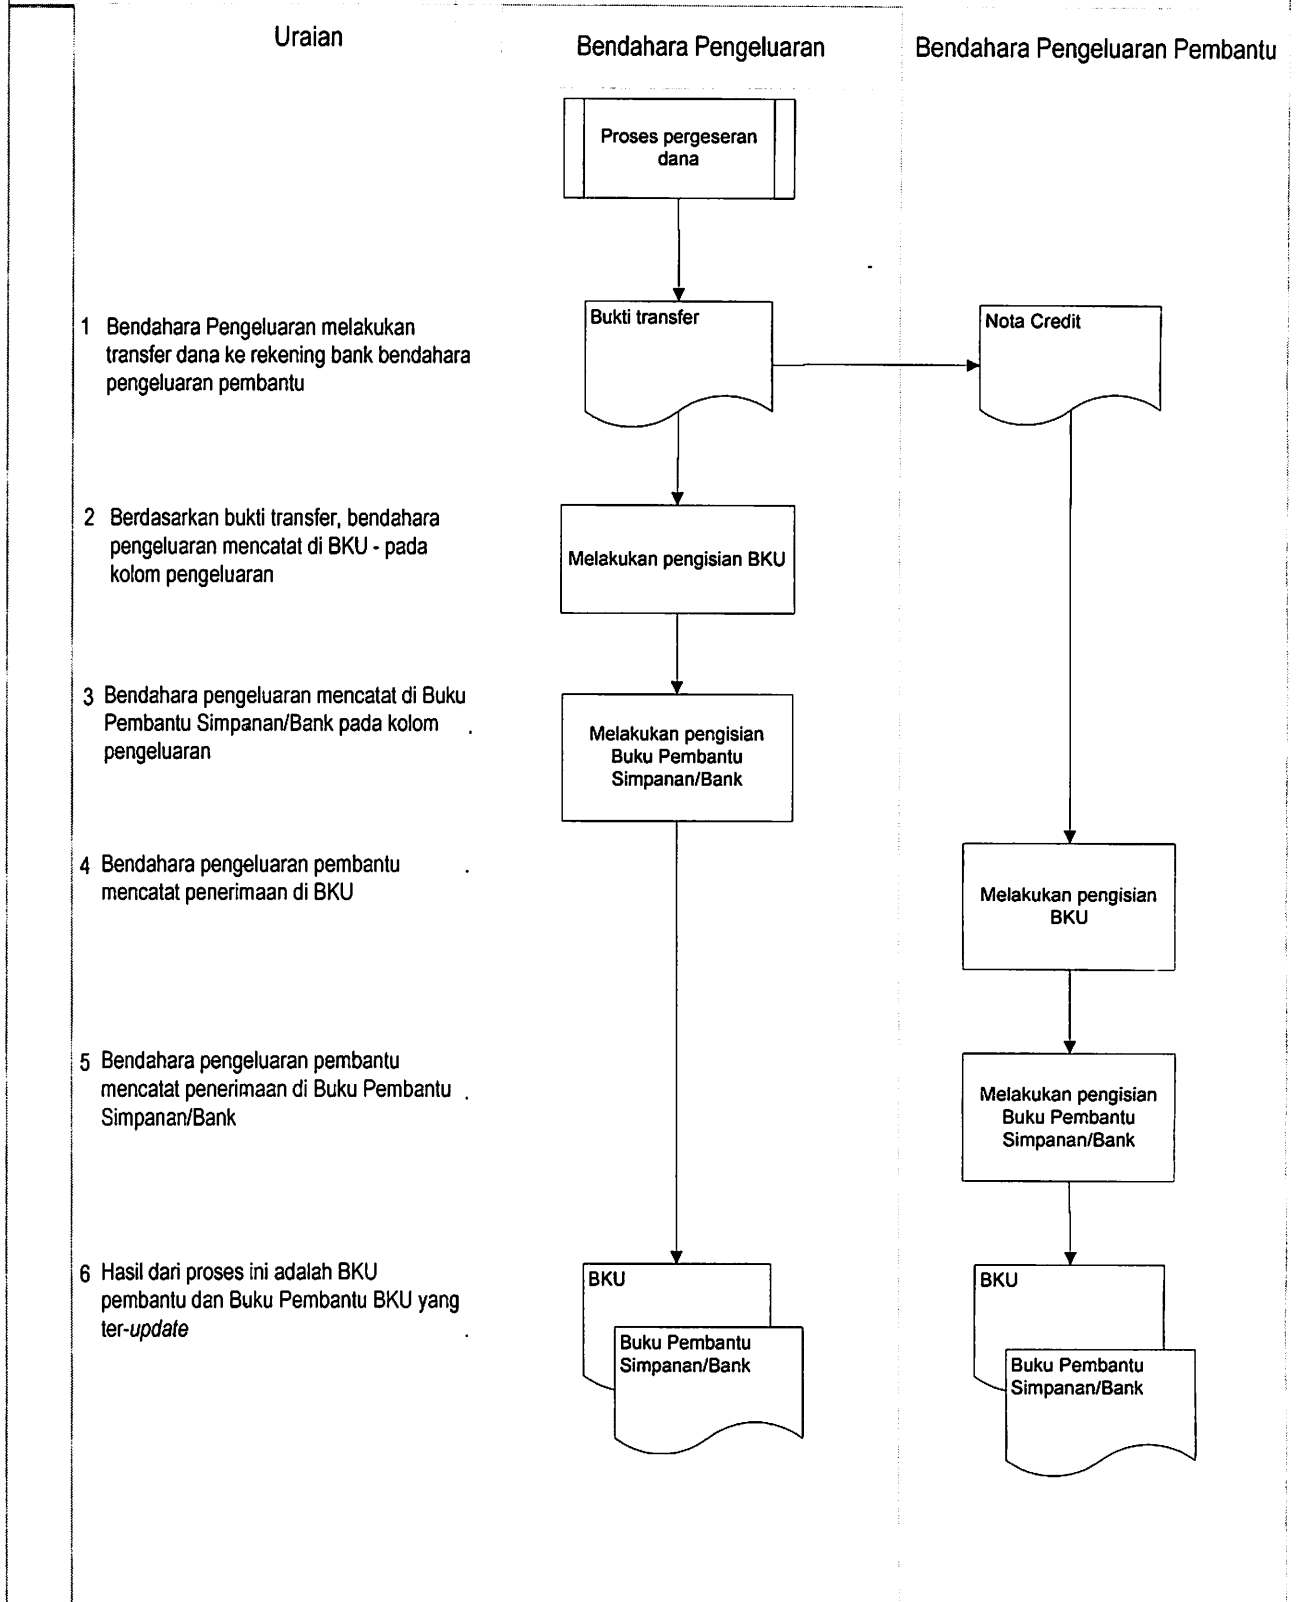 Uraian
Bendahara Pengeluaran
Bendahara Pengeluaran Pembantu
Proses pergeseran
dana
1 Bendahara Pengeluaran melakukan
transfer dana ke rekening bank bendahara
pengeluaran pembantu
Bukti transfer
Nota Credit
2 Berdasarkan bukti transfer, bendahara
pengeluaran mencatat di BKU - pada
kolom pengeluaran
Melakukan pengisian BKU
3 Bendahara pengeluaran mencatat di Buku
Pembantu Simpanan/Bank pada kolom
pengeluaran
Melakukan pengisian
Buku Pembantu
Simpanan/Bank
4 Bendahara pengeluaran pembantu
mencatat penerimaan di BKU
Melakukan pengisian
BKU
5 Bendahara pengeluaran pembantu
mencatat penerimaan di Buku Pembantu
Simpanan/Bank
Melakukan pengisian
Buku Pembantu
Simpanan/Bank
6 Hasil dari proses ini adalah BKU
pembantu dan Buku Pembantu BKU yang
ter-update
BKU
Buku Pembantu
Simpanan/Bank
BKU
Buku Pembantu
Simpanan/Bank